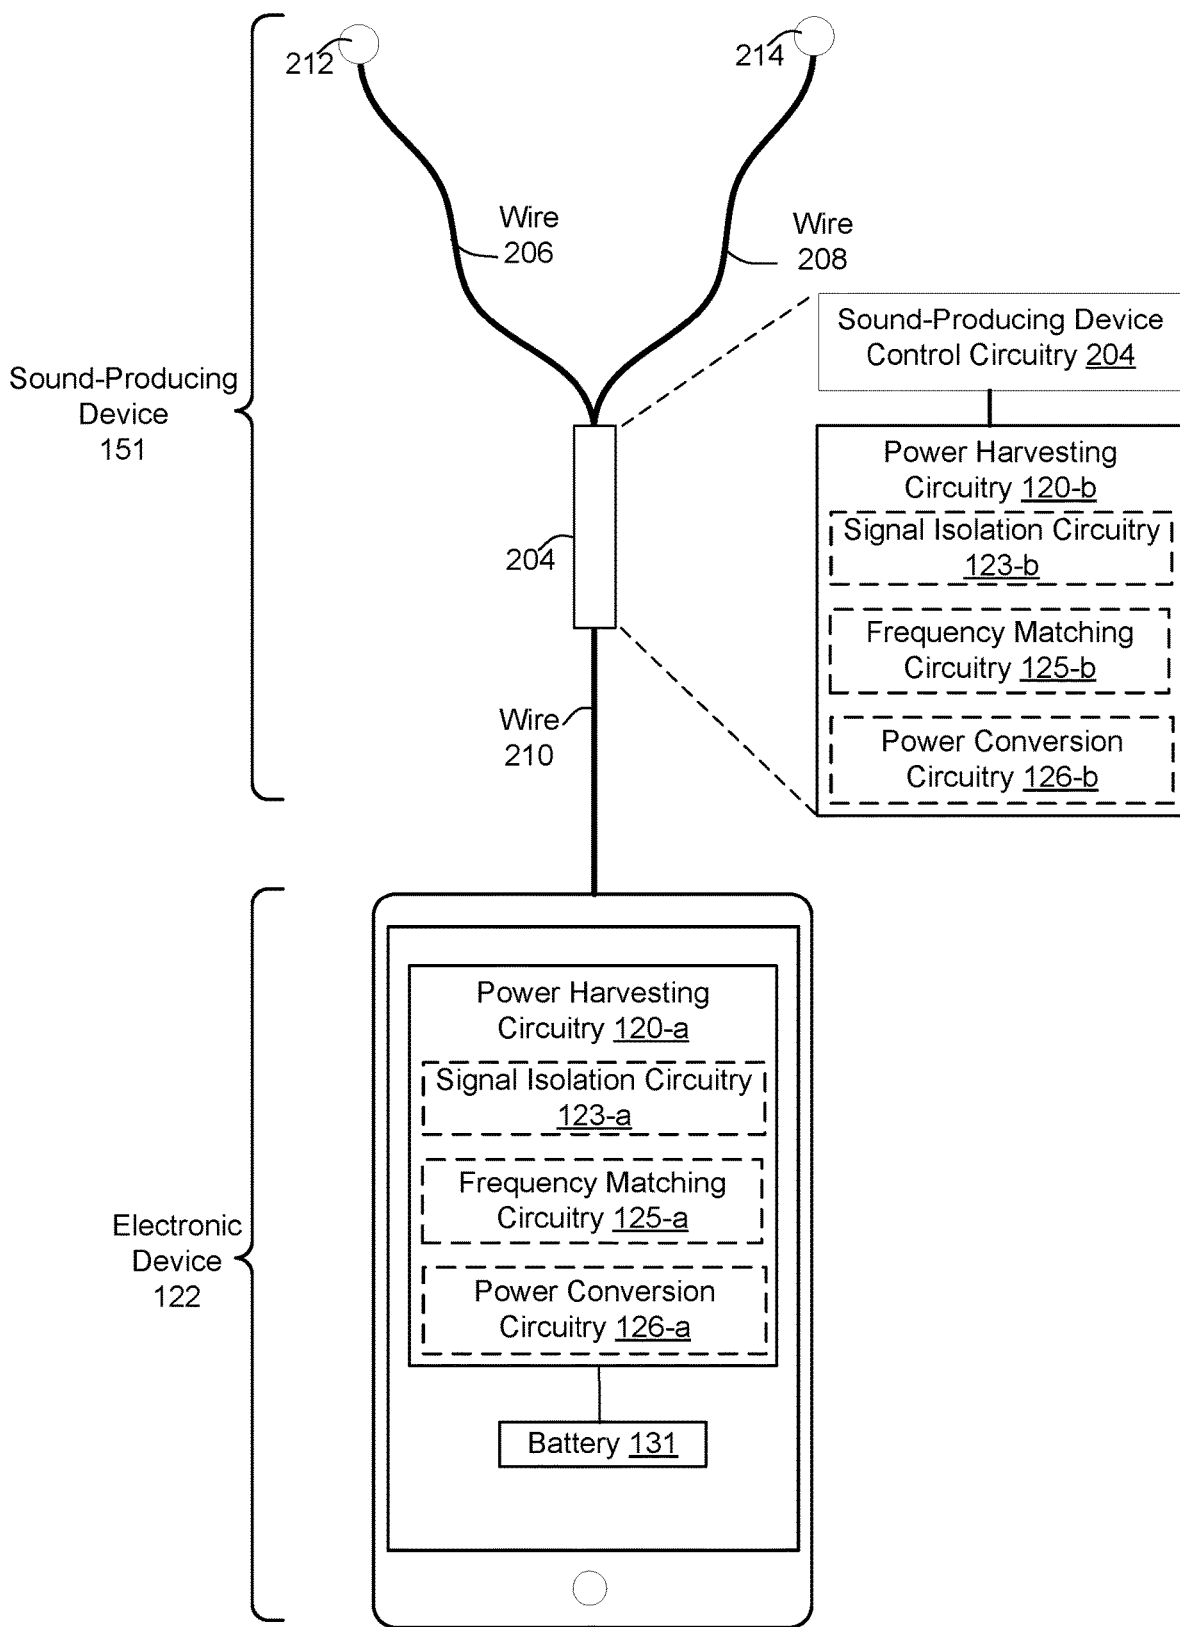 212
214
Wire
206
Wire
208
Sound-Producing Device
Control Circuitry 204
Sound-Producing
Device
151
Power Harvesting
Circuitry 120-b
Signal Isolation Circuitry
123-b
204
Frequency Matching
Circuitry 125-b
Wire
210
Power Conversion
Circuitry 126-b
Power Harvesting
Circuitry 120-a
Signal Isolation Circuitry
123-a
Frequency Matching
Circuitry 125-a
Electronic
Device
122
Power Conversion
Circuitry 126-a
Battery 131